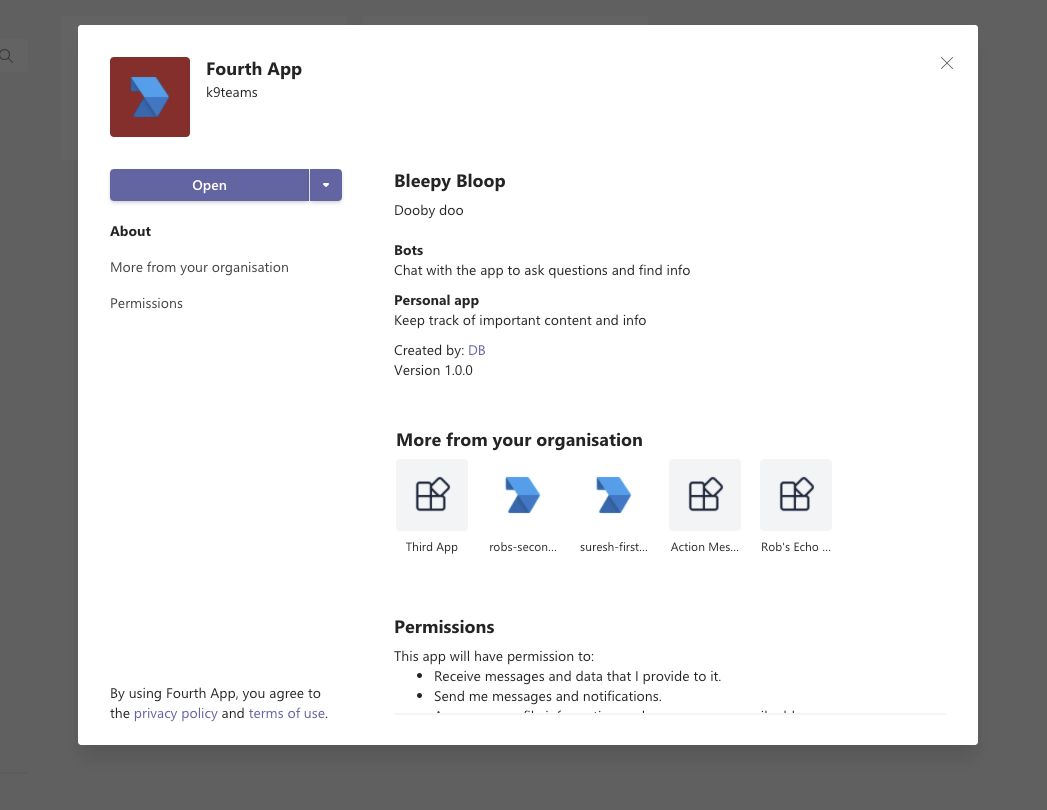 Fourth App
k9teams
Open
About
More from your organisation
Permissions
By using Fourth App, you agree to
the privacy policy and terms of use.
Bleepy Bloop
Dooby doo
Bots
Chat with the app to ask questions and find info
Personal app
Keep track of important content and info
Created by: DB
Version 1.0.0
More from your organisation
Third App
robs-secon...
suresh-first...
Action Mes...
Rob's Echo ...
Permissions
This app will have permission to:
Receive messages and data that I provide to it.
Send me messages and notifications.